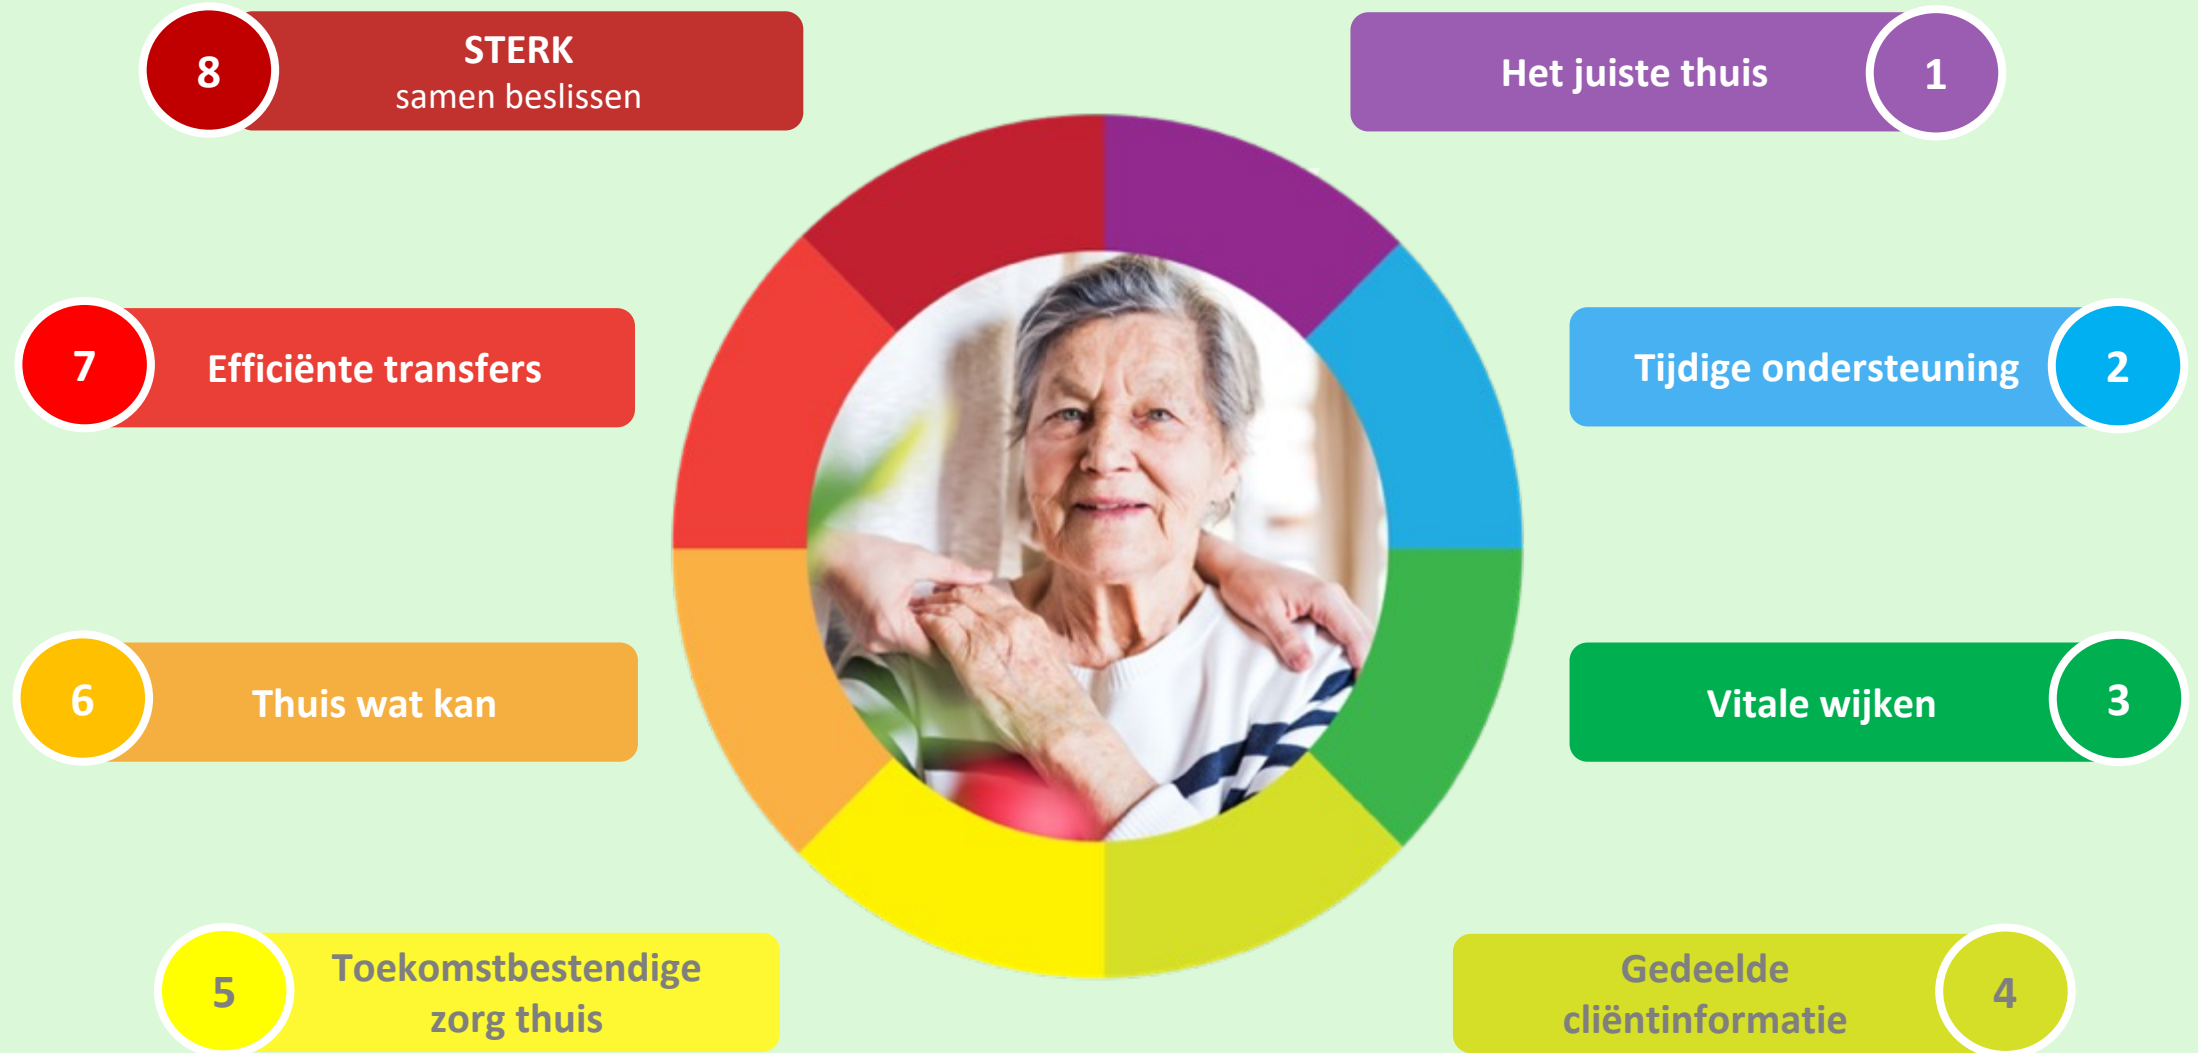 8
STERK
samen beslissen
Het juiste thuis
1
7
Efficiënte transfers
Tijdige ondersteuning
2
6
Thuis wat kan
Vitale wijken
3
5
Toekomstbestendige
zorg thuis
Gedeelde
cliëntinformatie
4